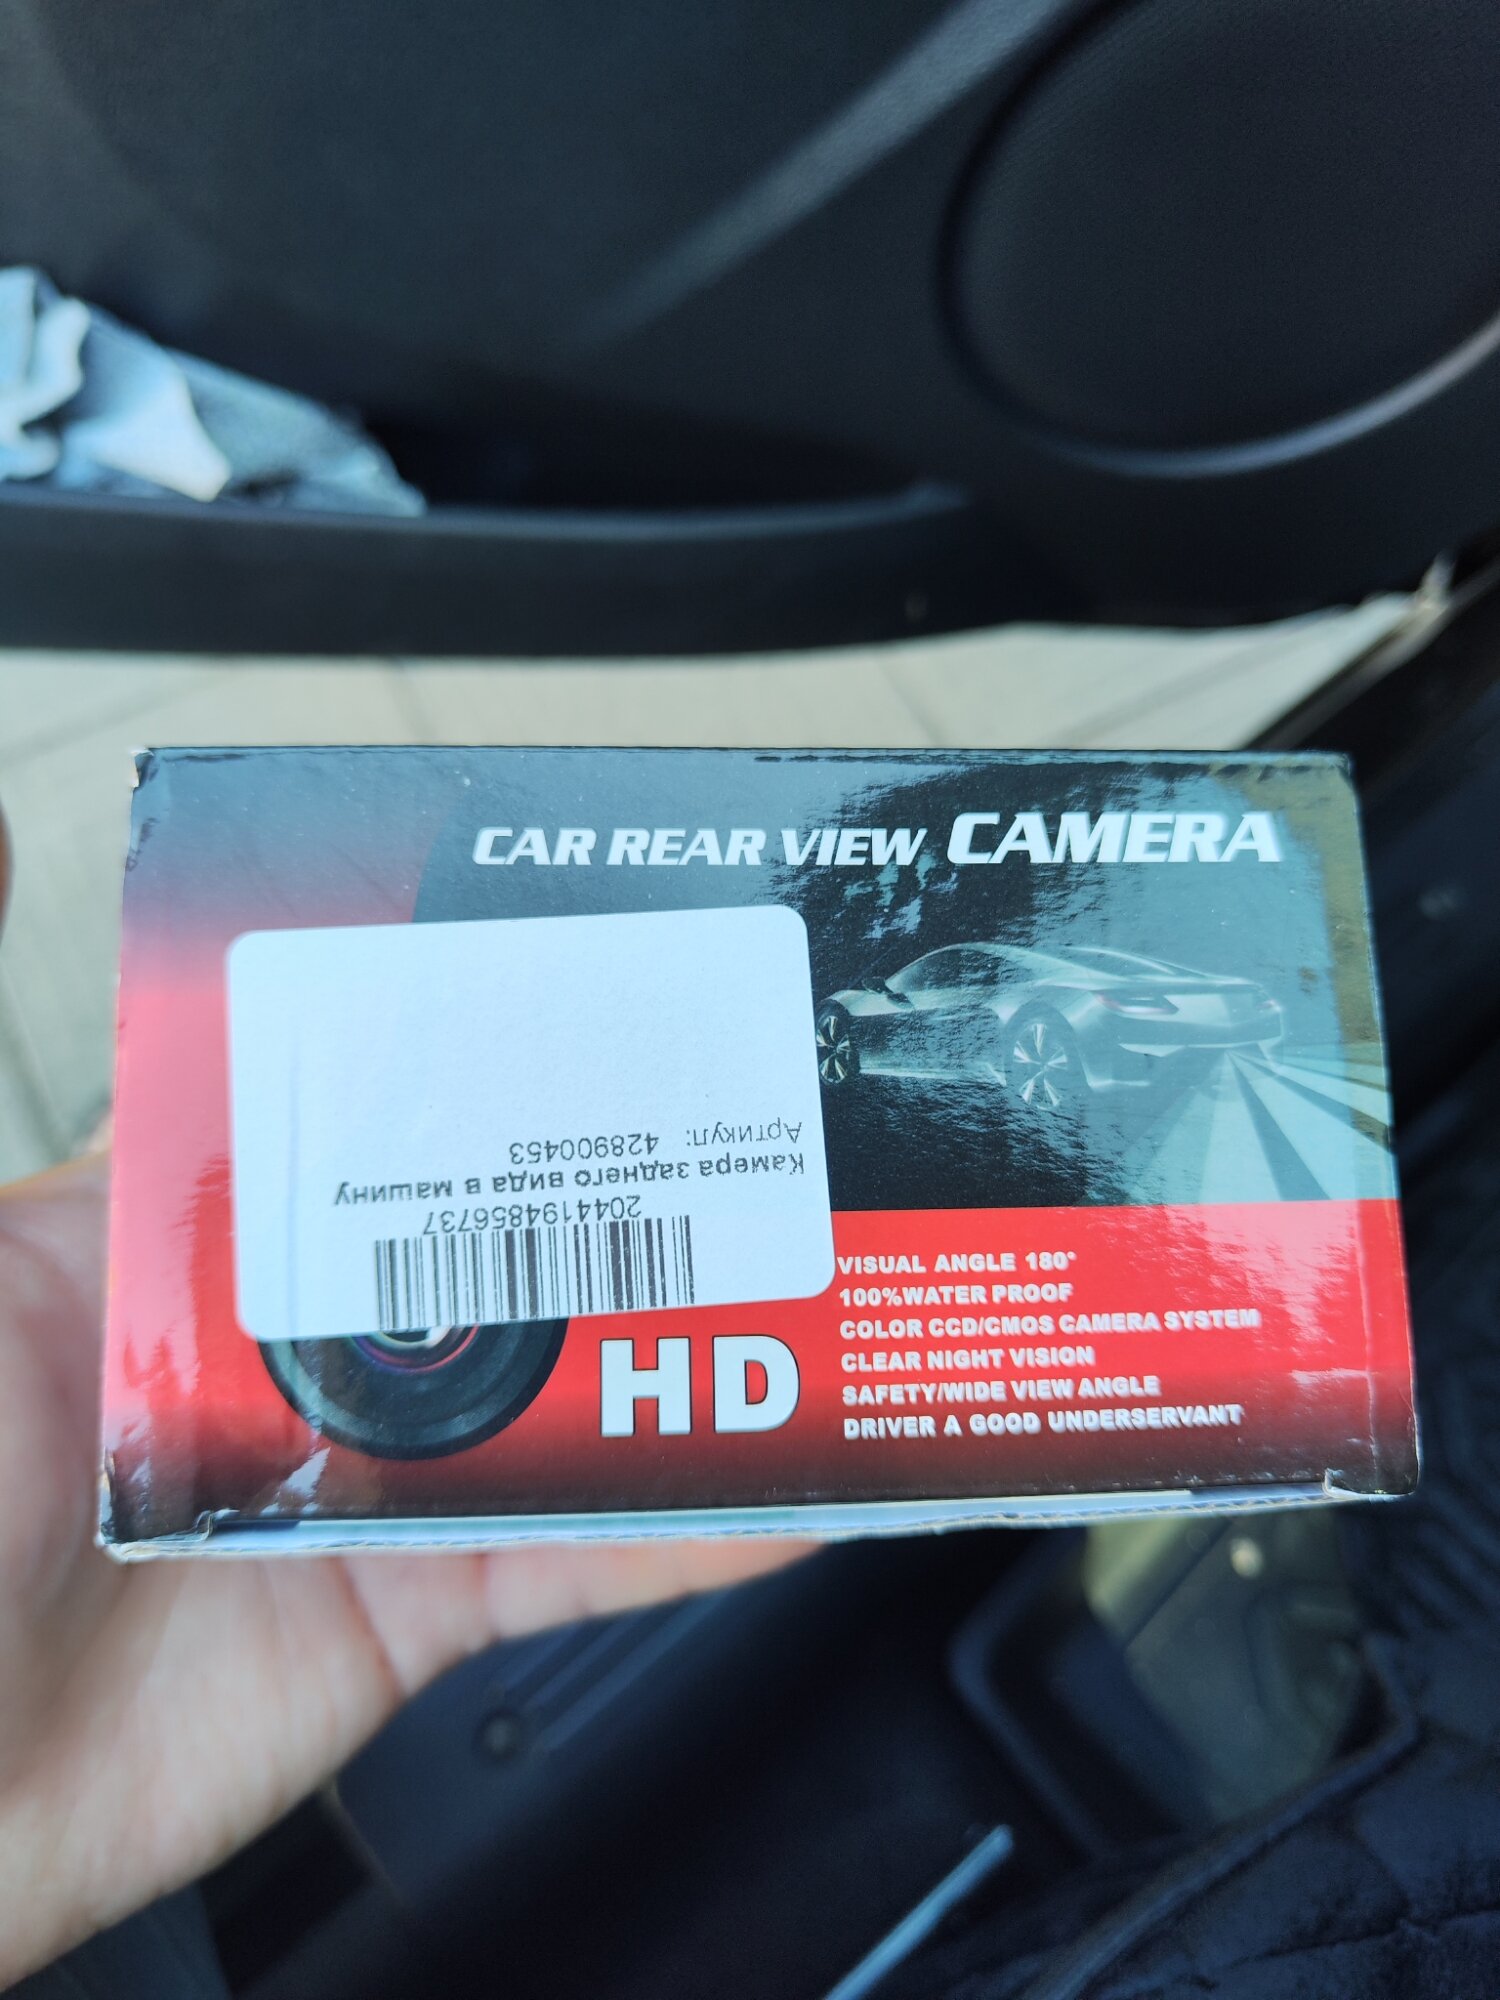 CAR REAR VIEW CAMERA
2044194856737
Камера заднего вида в машину
Артикул: 428900453
HD
VISUAL ANGLE 180°
100%WATER PROOF
COLOR CCD/CMOS CAMERA SYSTEM
CLEAR NIGHT VISION
SAFETY/WIDE VIEW ANGLE
DRIVER A GOOD UNDERSERVANT